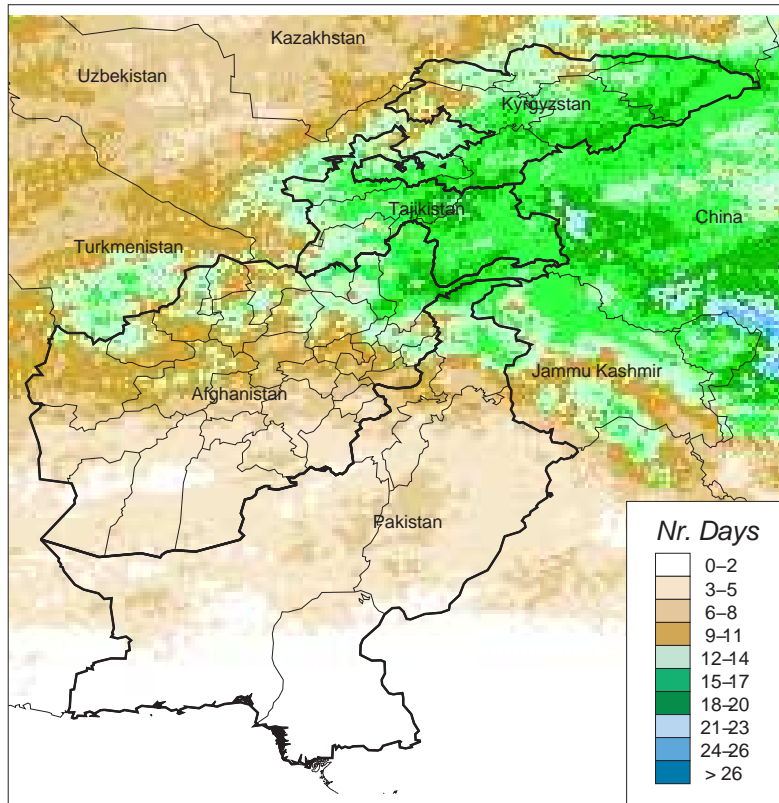 Kazakhstan
Uzbekistan
Kyrgyzstan
Tajikistan
China
Turkmenistan
Jammu Kashmir
Afghanistan
Pakistan
Nr. Days
0–2
3–5
6–8
9–11
12–14
15–17
18–20
21–23
24–26
> 26